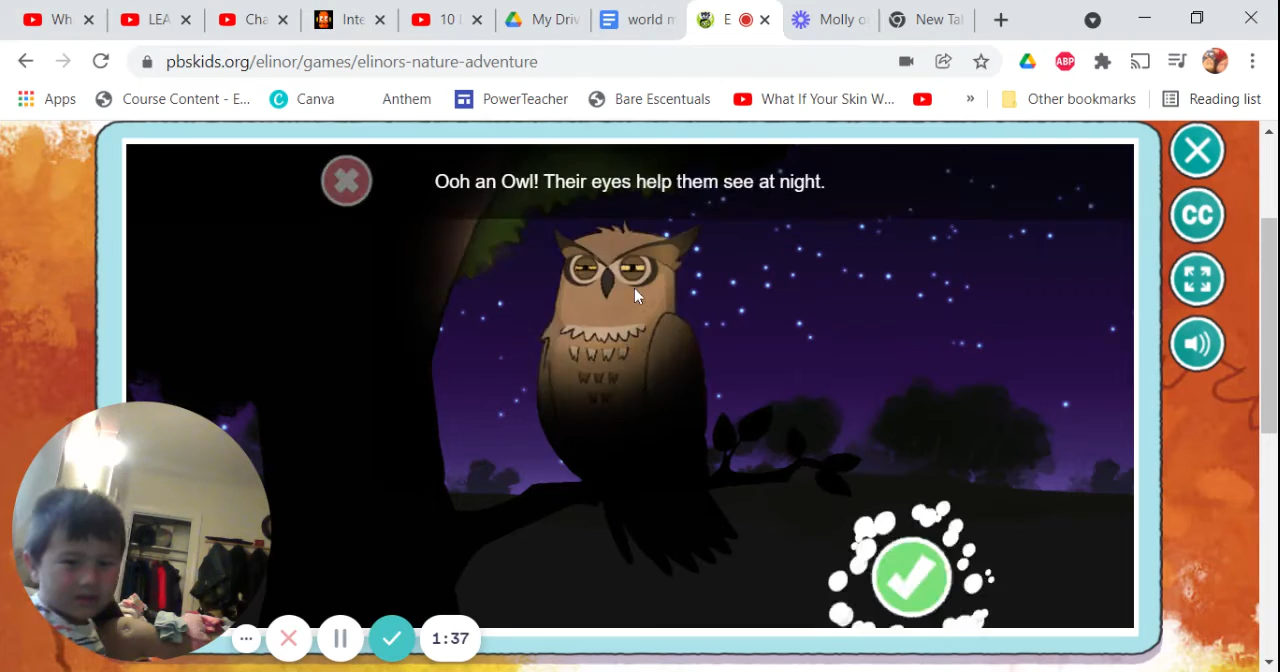 Wh
LEA
Cha
Inte
10 I
My Driv
world m
E
Molly o
New Tal
pbskids.org/elinor/games/elinors-nature-adventure
ABP
Apps
Course Content - E...
Canva
Anthem
PowerTeacher
Bare Escentuals
What If Your Skin W...
»
Other bookmarks
Reading list
Ooh an Owl! Their eyes help them see at night.
CC
1:37